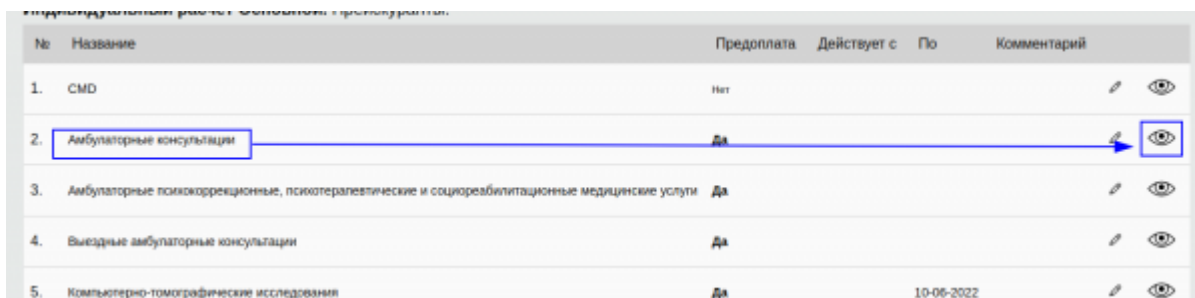 Индивидуальный расчет Основной. Прейскуранты.
№ Название Предоплата Действует с По Комментарий
1. CMD Нет
2. Амбулаторные консультации Да
3. Амбулаторные психокоррекционные, психотерапевтические и социореабилитационные медицинские услуги Да
4. Выездные амбулаторные консультации Да
5. Компьютерно-томографические исследования Да 10-06-2022